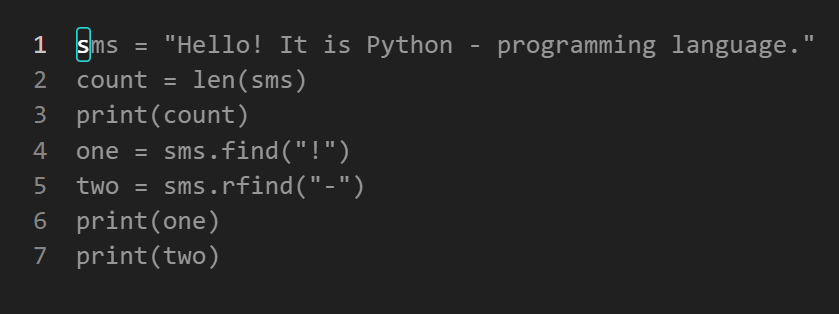 1 sms = "Hello! It is Python - programming language."
2 count = len(sms)
3 print(count)
4 one = sms.find("!")
5 two = sms.rfind("-")
6 print(one)
7 print(two)